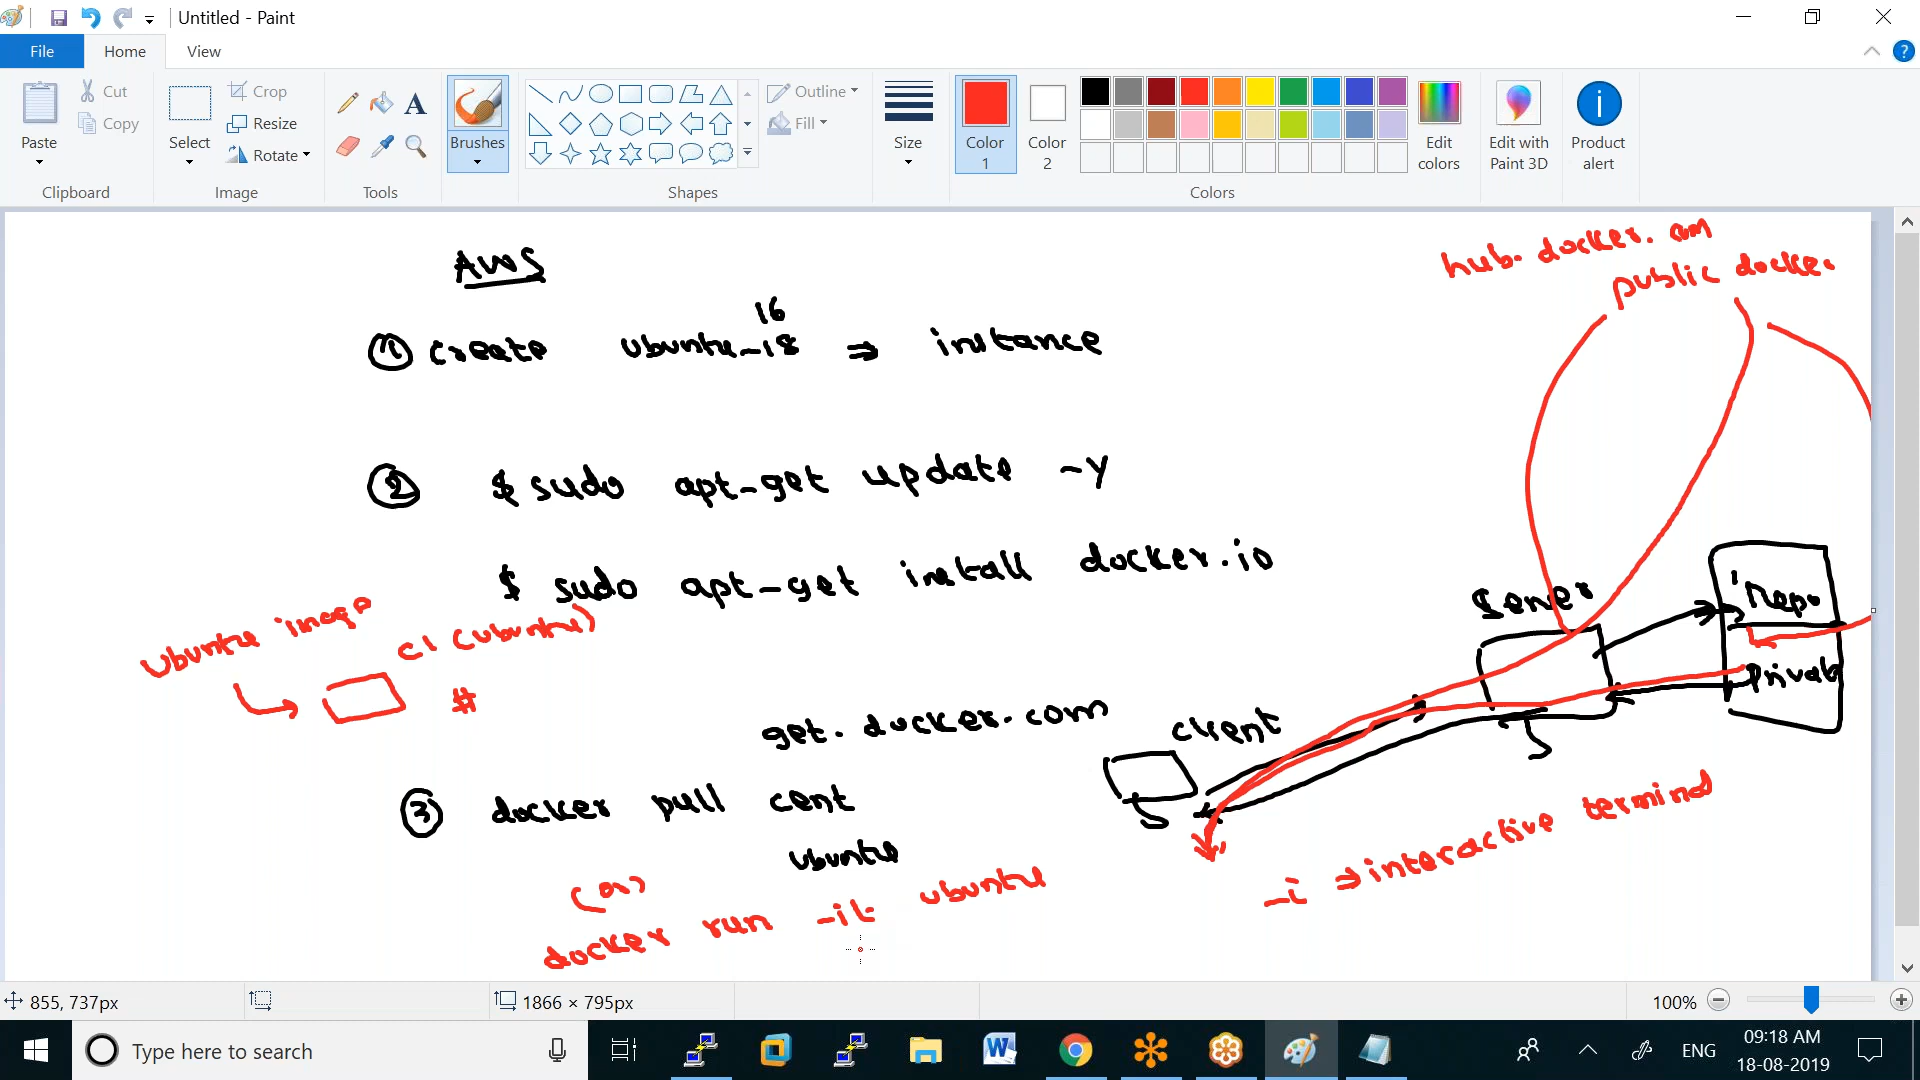 Untitled - Paint
File Home View
Paste
Cut
Copy
Clipboard
Select
Crop
Resize
Rotate
Image
Tools
Brushes
Shapes
Outline
Fill
Size
Color 1
Color 2
Colors
Edit colors
Edit with Paint 3D
Product alert
AWS
hub.docker.com
public docker
16
① create ubuntu-18 ⇒ instance
② $ sudo apt-get update -y
$ sudo apt-get install docker.io
ubuntu image
C1 (ubuntu)
#
Server
Repo
Private
get.docker.com
client
③ docker pull cent
ubuntu
(or)
docker run -it ubuntu
-i ⇒ interactive terminal
855, 737px
1866 × 795px
100%
Type here to search
ENG
09:18 AM
18-08-2019